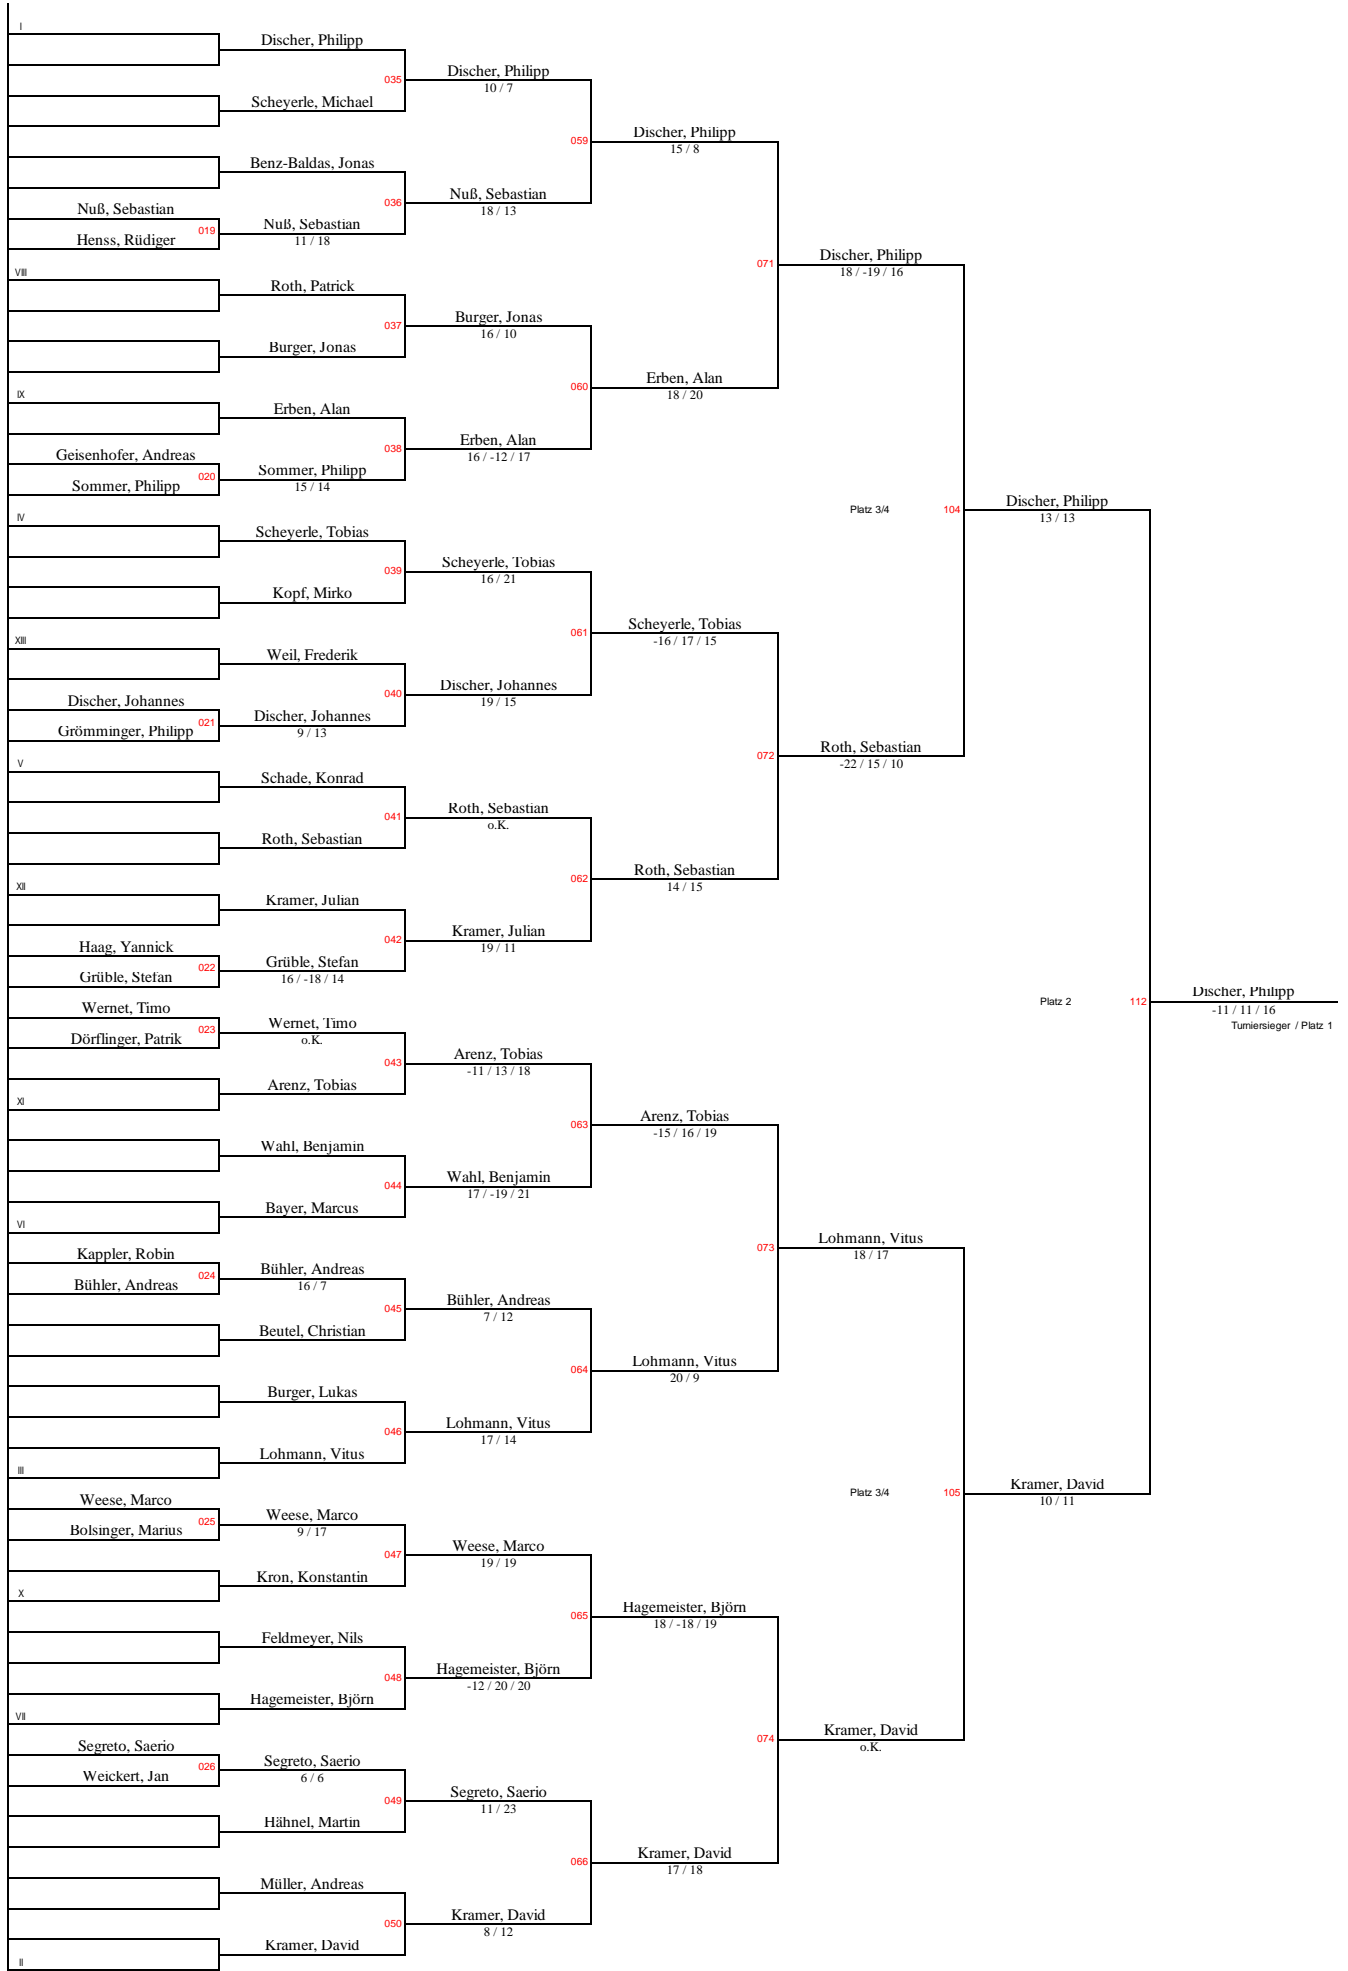 I
Discher, Philipp
035
Discher, Philipp
10 / 7
Scheyerle, Michael
059
Discher, Philipp
15 / 8
Benz-Baldas, Jonas
036
Nuß, Sebastian
18 / 13
Nuß, Sebastian
019
Henss, Rüdiger
Nuß, Sebastian
11 / 18
071
Discher, Philipp
18 / -19 / 16
VIII
Roth, Patrick
037
Burger, Jonas
16 / 10
Burger, Jonas
060
Erben, Alan
18 / 20
IX
Erben, Alan
038
Erben, Alan
16 / -12 / 17
Geisenhofer, Andreas
020
Sommer, Philipp
Sommer, Philipp
15 / 14
Platz 3/4
104
Discher, Philipp
13 / 13
IV
Scheyerle, Tobias
039
Scheyerle, Tobias
16 / 21
Kopf, Mirko
061
Scheyerle, Tobias
-16 / 17 / 15
XIII
Weil, Frederik
040
Discher, Johannes
19 / 15
Discher, Johannes
021
Grömminger, Philipp
Discher, Johannes
9 / 13
072
Roth, Sebastian
-22 / 15 / 10
V
Schade, Konrad
041
Roth, Sebastian
o.K.
Roth, Sebastian
062
Roth, Sebastian
14 / 15
XII
Kramer, Julian
042
Kramer, Julian
19 / 11
Haag, Yannick
022
Grüble, Stefan
Grüble, Stefan
16 / -18 / 14
Platz 2
112
Discher, Philipp
-11 / 11 / 16
Turniersieger / Platz 1
Wernet, Timo
023
Dörflinger, Patrik
Wernet, Timo
o.K.
043
Arenz, Tobias
-11 / 13 / 18
Arenz, Tobias
XI
063
Arenz, Tobias
-15 / 16 / 19
Wahl, Benjamin
044
Wahl, Benjamin
17 / -19 / 21
Bayer, Marcus
VI
073
Lohmann, Vitus
18 / 17
Kappler, Robin
024
Bühler, Andreas
Bühler, Andreas
16 / 7
045
Bühler, Andreas
7 / 12
Beutel, Christian
064
Lohmann, Vitus
20 / 9
Burger, Lukas
046
Lohmann, Vitus
17 / 14
Lohmann, Vitus
III
Platz 3/4
105
Kramer, David
10 / 11
Weese, Marco
025
Bolsinger, Marius
Weese, Marco
9 / 17
047
Weese, Marco
19 / 19
Kron, Konstantin
X
065
Hagemeister, Björn
18 / -18 / 19
Feldmeyer, Nils
048
Hagemeister, Björn
-12 / 20 / 20
Hagemeister, Björn
VII
074
Kramer, David
o.K.
Segreto, Saerio
026
Weickert, Jan
Segreto, Saerio
6 / 6
049
Segreto, Saerio
11 / 23
Hähnel, Martin
066
Kramer, David
17 / 18
Müller, Andreas
050
Kramer, David
8 / 12
Kramer, David
II